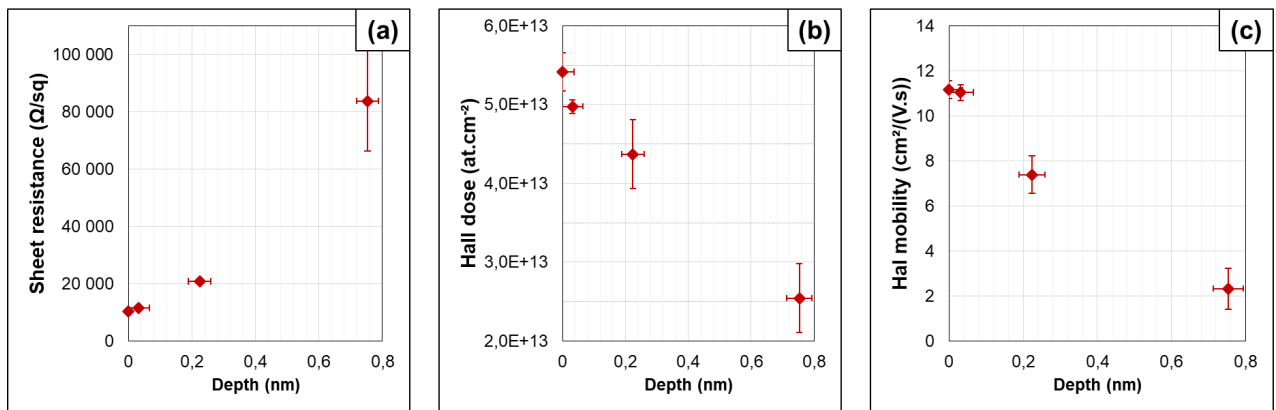 (a)
Sheet resistance (Ω/sq)
100 000
80 000
60 000
40 000
20 000
0
0 0,2 0,4 0,6 0,8
Depth (nm)
(b)
Hall dose (at.cm⁻²)
6,0E+13
5,0E+13
4,0E+13
3,0E+13
2,0E+13
0 0,2 0,4 0,6 0,8
Depth (nm)
(c)
Hal mobility (cm²/(V.s))
14
12
10
8
6
4
2
0
0 0,2 0,4 0,6 0,8
Depth (nm)